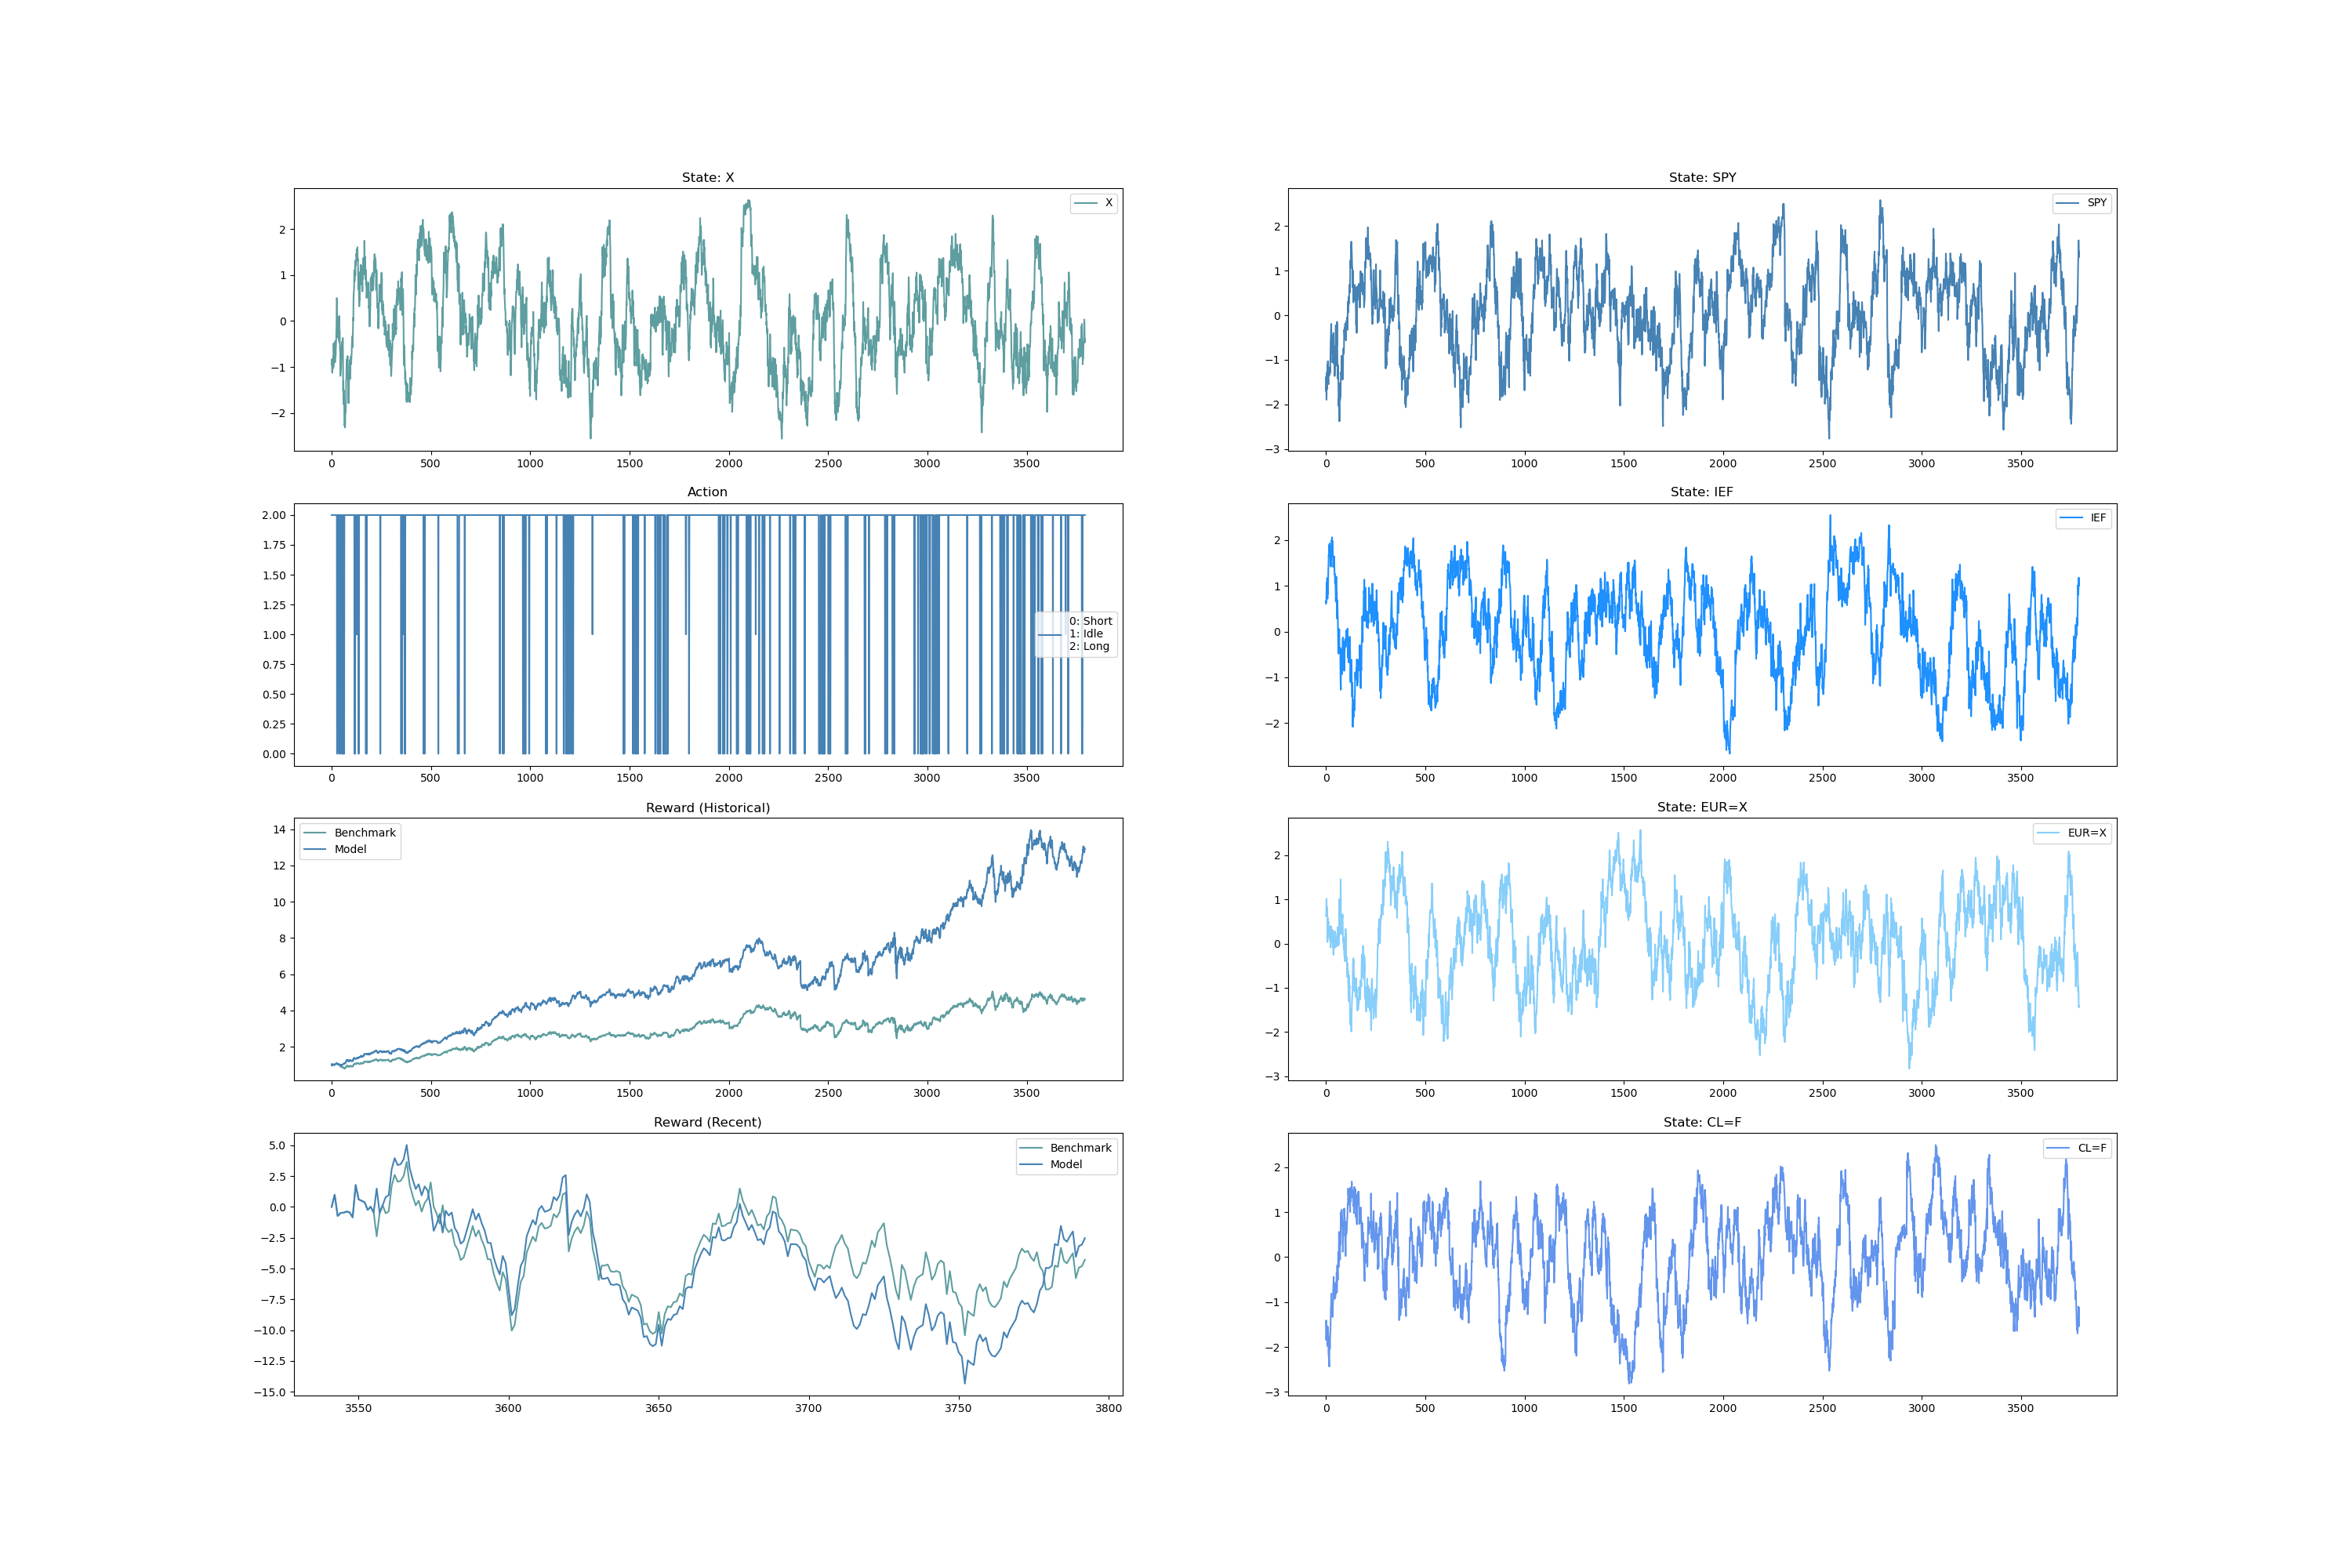 State: X
X
2
1
0
−1
−2
0 500 1000 1500 2000 2500 3000 3500
Action
2.00
1.75
1.50
1.25
1.00
0.75
0.50
0.25
0.00
0: Short
1: Idle
2: Long
0 500 1000 1500 2000 2500 3000 3500
Reward (Historical)
Benchmark
Model
14
12
10
8
6
4
2
0 500 1000 1500 2000 2500 3000 3500
Reward (Recent)
Benchmark
Model
5.0
2.5
0.0
−2.5
−5.0
−7.5
−10.0
−12.5
−15.0
3550 3600 3650 3700 3750 3800
State: SPY
SPY
2
1
0
−1
−2
−3
0 500 1000 1500 2000 2500 3000 3500
State: IEF
IEF
2
1
0
−1
−2
0 500 1000 1500 2000 2500 3000 3500
State: EUR=X
EUR=X
2
1
0
−1
−2
−3
0 500 1000 1500 2000 2500 3000 3500
State: CL=F
CL=F
2
1
0
−1
−2
−3
0 500 1000 1500 2000 2500 3000 3500